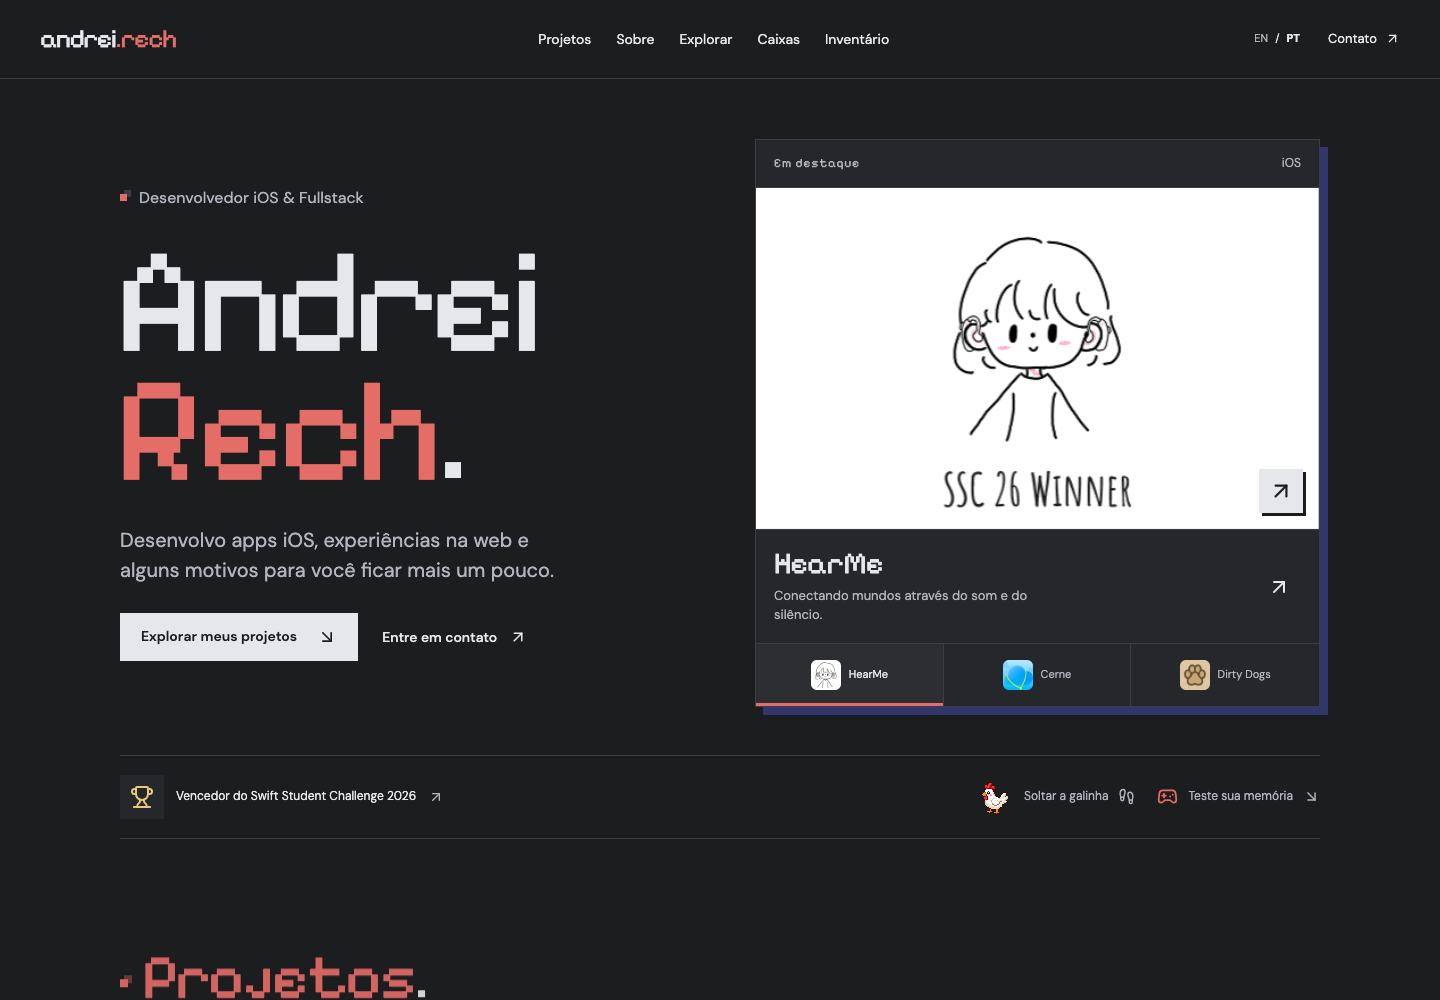 andrei.rech
Projetos
Sobre
Explorar
Caixas
Inventário
EN / PT
Contato
Desenvolvedor iOS & Fullstack
Andrei
Rech.
Desenvolvo apps iOS, experiências na web e
alguns motivos para você ficar mais um pouco.
Explorar meus projetos
Entre em contato
Em destaque
iOS
SSC 26 Winner
HearMe
Conectando mundos através do som e do
silêncio.
HearMe
Cerne
Dirty Dogs
Vencedor do Swift Student Challenge 2026
Soltar a galinha
Teste sua memória
Projetos.